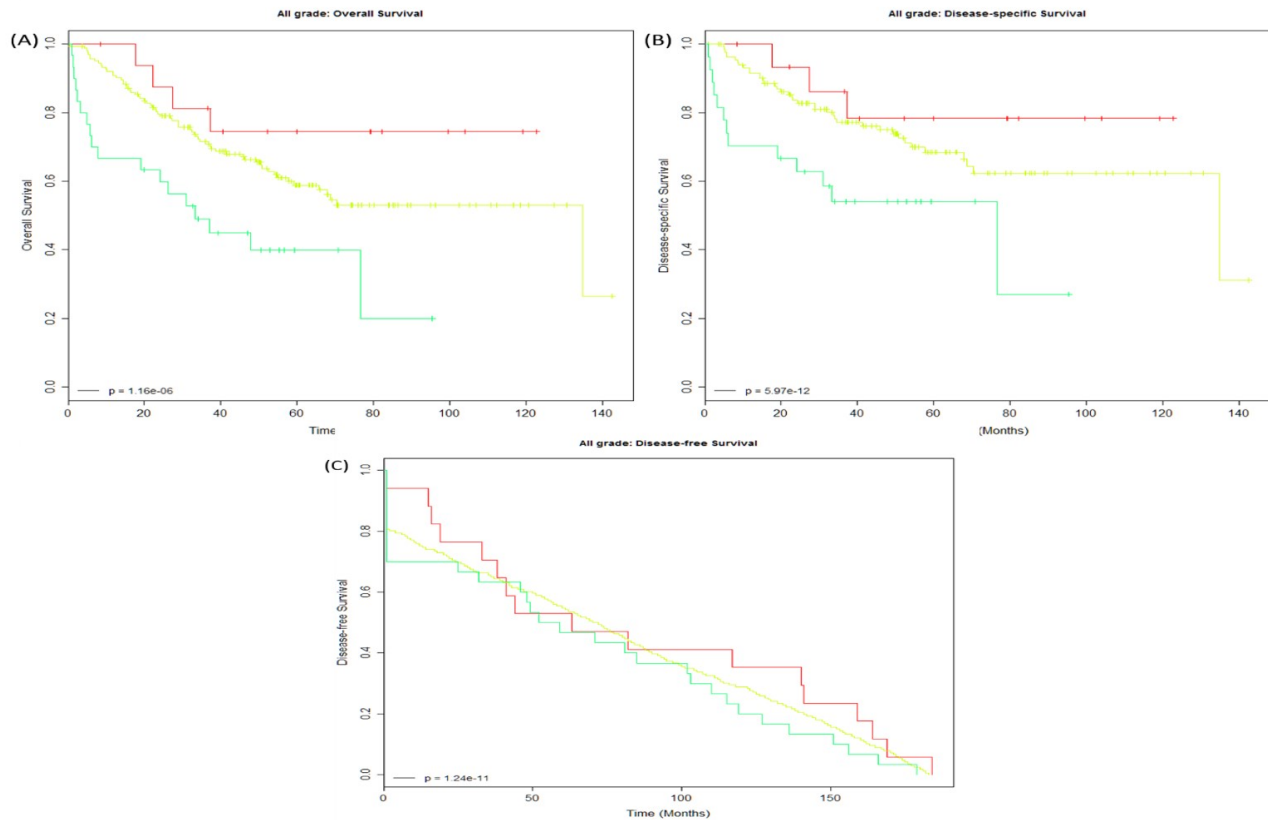 All grade: Overall Survival
(A)
Overall Survival
1.0
0.8
0.6
0.4
0.2
0.0
p = 1.16e-06
0 20 40 60 80 100 120 140
Time
All grade: Disease-specific Survival
(B)
Disease-specific Survival
1.0
0.8
0.6
0.4
0.2
0.0
p = 5.97e-12
0 20 40 60 80 100 120 140
(Months)
All grade: Disease-free Survival
(C)
Disease-free Survival
1.0
0.8
0.6
0.4
0.2
0.0
p = 1.24e-11
0 50 100 150
Time (Months)